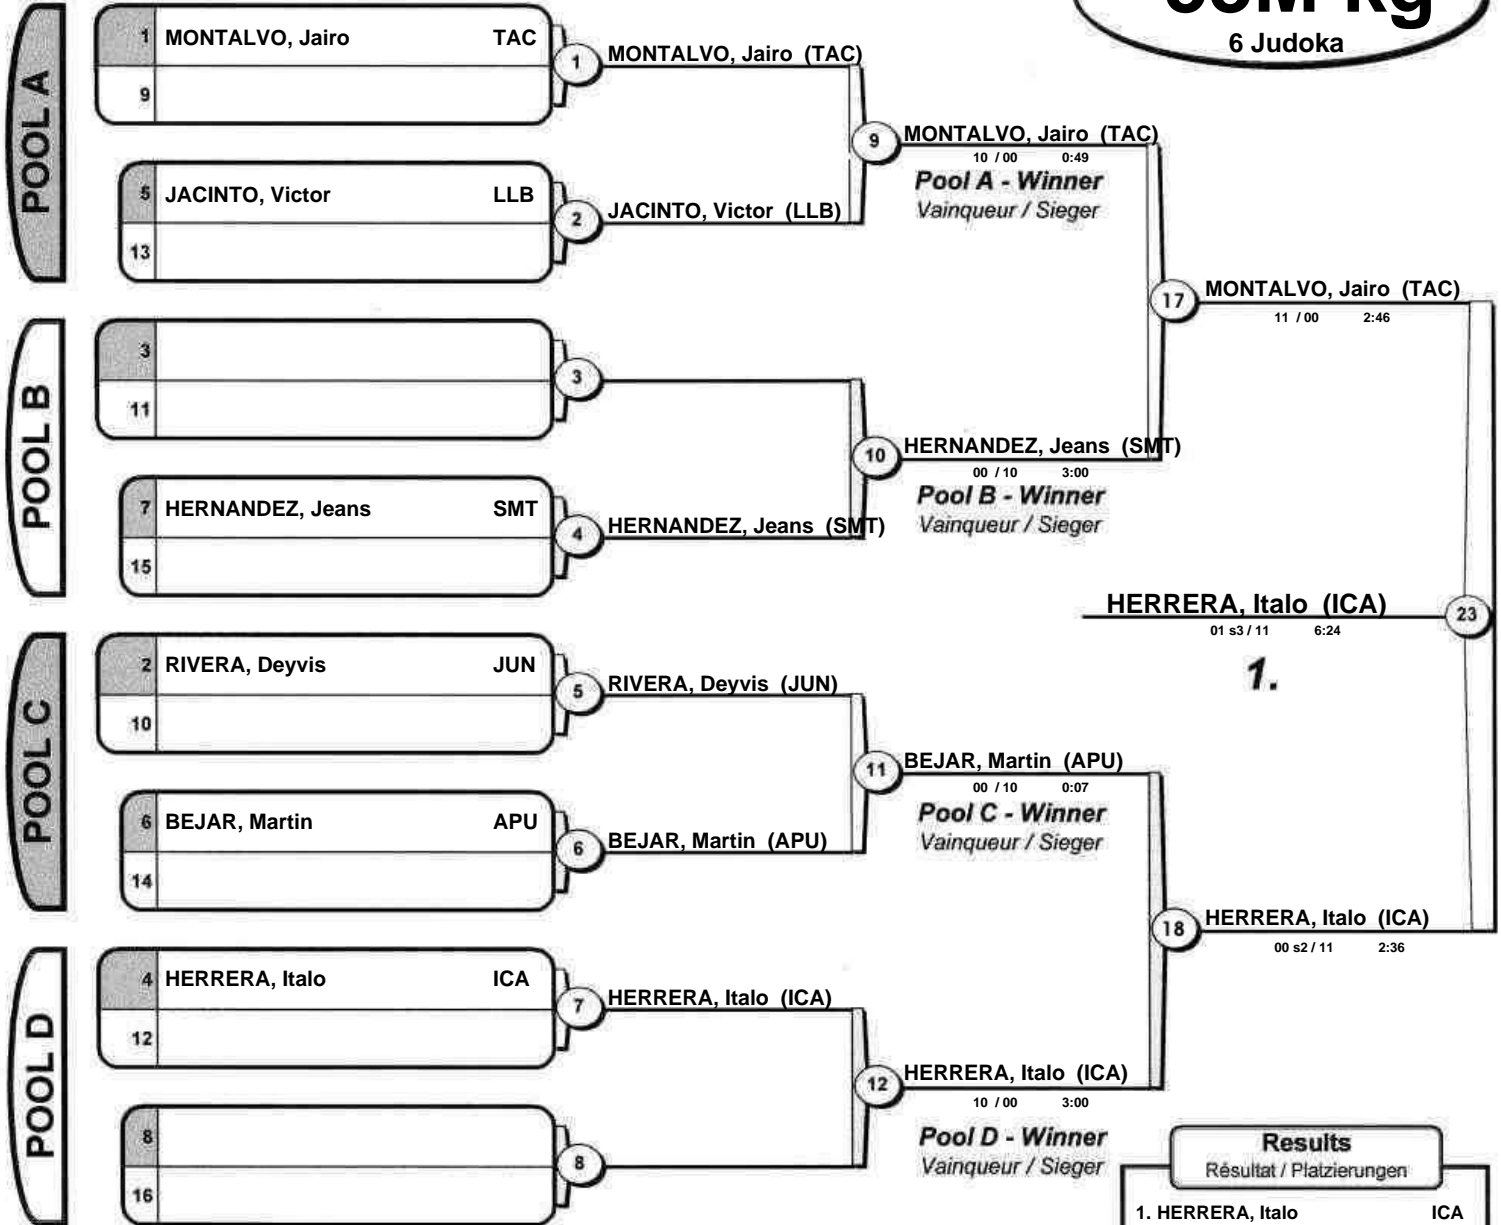 6 Judoka
POOL A
1 MONTALVO, Jairo TAC
9
1
MONTALVO, Jairo (TAC)
5 JACINTO, Victor LLB
13
2
JACINTO, Victor (LLB)
9
MONTALVO, Jairo (TAC)
10 / 00 0:49
Pool A - Winner
Vainqueur / Sieger
POOL B
3
11
3
7 HERNANDEZ, Jeans SMT
15
4
HERNANDEZ, Jeans (SMT)
10
HERNANDEZ, Jeans (SMT)
00 / 10 3:00
Pool B - Winner
Vainqueur / Sieger
17
MONTALVO, Jairo (TAC)
11 / 00 2:46
HERRERA, Italo (ICA)
23
01 s3 / 11 6:24
1.
POOL C
2 RIVERA, Deyvis JUN
10
5
RIVERA, Deyvis (JUN)
6 BEJAR, Martin APU
14
6
BEJAR, Martin (APU)
11
BEJAR, Martin (APU)
00 / 10 0:07
Pool C - Winner
Vainqueur / Sieger
18
HERRERA, Italo (ICA)
00 s2 / 11 2:36
POOL D
4 HERRERA, Italo ICA
12
7
HERRERA, Italo (ICA)
8
16
8
12
HERRERA, Italo (ICA)
10 / 00 3:00
Pool D - Winner
Vainqueur / Sieger
Results
Résultat / Platzierungen
1. HERRERA, Italo ICA